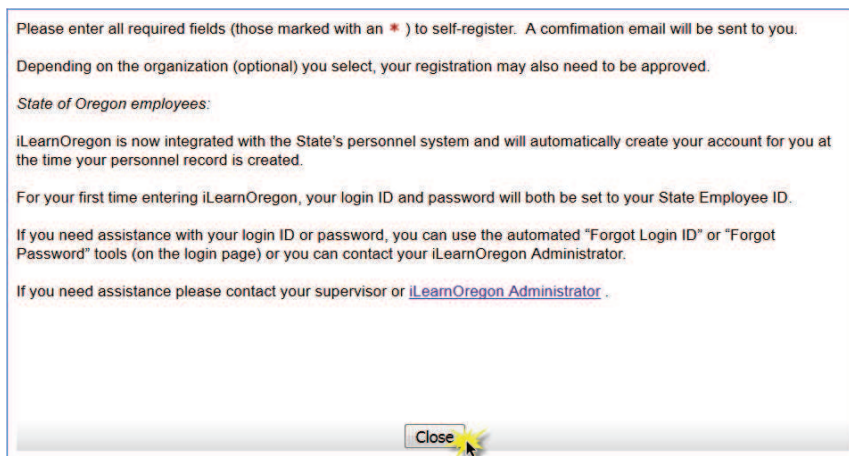 Please enter all required fields (those marked with an * ) to self-register. A comfimation email will be sent to you.
Depending on the organization (optional) you select, your registration may also need to be approved.
State of Oregon employees:
iLearnOregon is now integrated with the State's personnel system and will automatically create your account for you at
the time your personnel record is created.
For your first time entering iLearnOregon, your login ID and password will both be set to your State Employee ID.
If you need assistance with your login ID or password, you can use the automated “Forgot Login ID” or “Forgot
Password” tools (on the login page) or you can contact your iLearnOregon Administrator.
If you need assistance please contact your supervisor or iLearnOregon Administrator .
Close